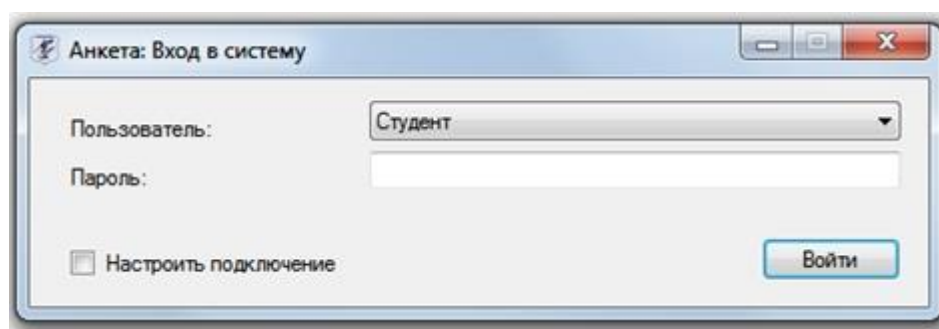 Анкета: Вход в систему
Пользователь:
Студент
Пароль:
Настроить подключение
Войти